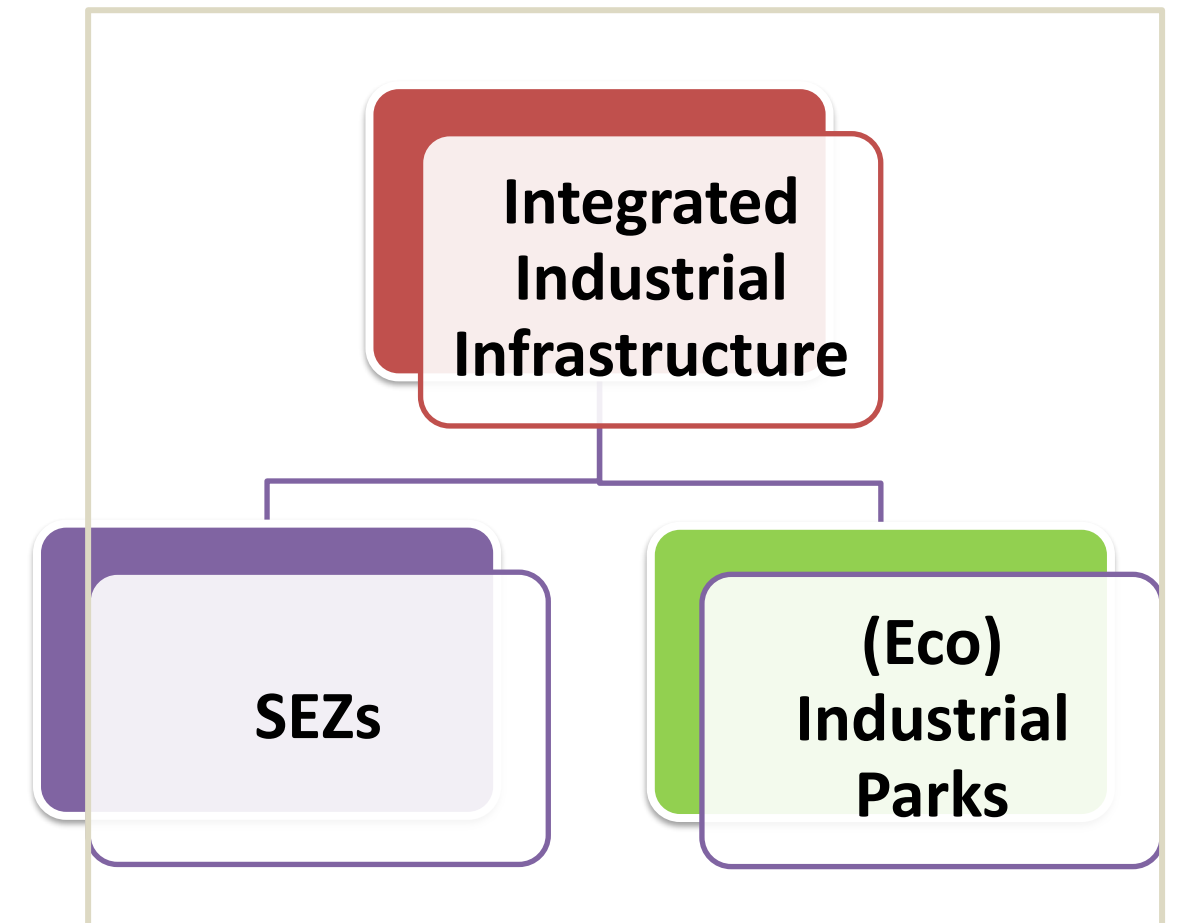 Integrated
Industrial
Infrastructure
SEZs
(Eco)
Industrial
Parks